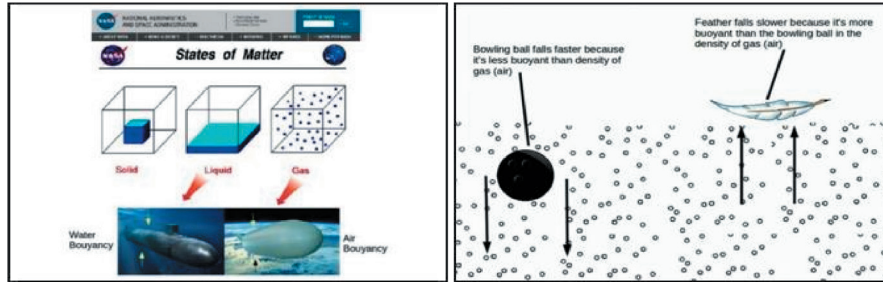 NASA
NATIONAL AERONAUTICS
AND SPACE ADMINISTRATION
NASA
States of Matter
Solid
Liquid
Gas
Water
Bouyancy
Air
Bouyancy
Bowling ball falls faster because
it's less buoyant than density of
gas (air)
Feather falls slower because it's more
buoyant than the bowling ball in the
density of gas (air)